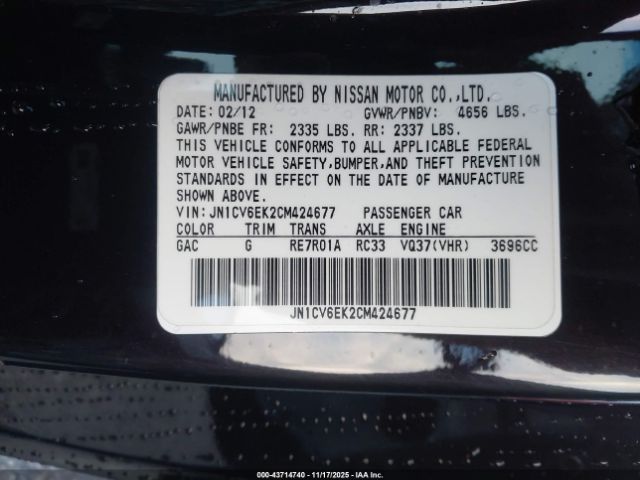 MANUFACTURED BY NISSAN MOTOR CO.,LTD.
DATE: 02/12 GVWR/PNBV: 4656 LBS.
GAWR/PNBE FR: 2335 LBS. RR: 2337 LBS.
THIS VEHICLE CONFORMS TO ALL APPLICABLE FEDERAL
MOTOR VEHICLE SAFETY,BUMPER,AND THEFT PREVENTION
STANDARDS IN EFFECT ON THE DATE OF MANUFACTURE
SHOWN ABOVE.
VIN:JN1CV6EK2CM424677 PASSENGER CAR
COLOR TRIM TRANS AXLE ENGINE
GAC G RE7R01A RC33 VQ37(VHR) 3696CC
JN1CV6EK2CM424677
000-43714740 - 11/17/2025 - IAA Corp.